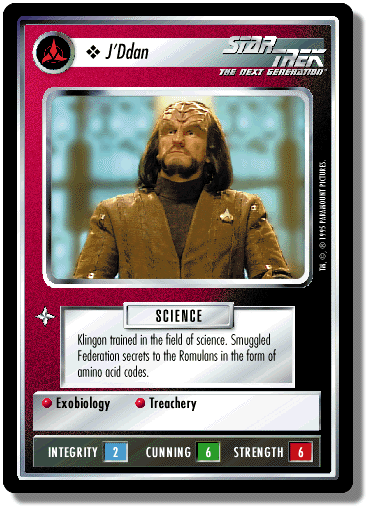 ❖ J'Ddan
STAR TREK
THE NEXT GENERATION®
TM, ©, ® 1995 PARAMOUNT PICTURES.
SCIENCE
Klingon trained in the field of science. Smuggled
Federation secrets to the Romulans in the form of
amino acid codes.
Exobiology Treachery
INTEGRITY 2 CUNNING 6 STRENGTH 6